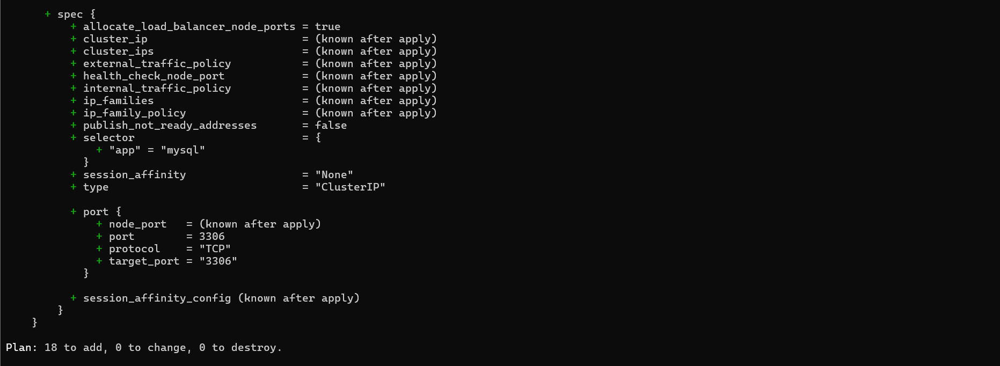 + spec {
+ allocate_load_balancer_node_ports = true
+ cluster_ip = (known after apply)
+ cluster_ips = (known after apply)
+ external_traffic_policy = (known after apply)
+ health_check_node_port = (known after apply)
+ internal_traffic_policy = (known after apply)
+ ip_families = (known after apply)
+ ip_family_policy = (known after apply)
+ publish_not_ready_addresses = false
+ selector = {
+ "app" = "mysql"
}
+ session_affinity = "None"
+ type = "ClusterIP"
+ port {
+ node_port = (known after apply)
+ port = 3306
+ protocol = "TCP"
+ target_port = "3306"
}
+ session_affinity_config (known after apply)
}
}
Plan: 18 to add, 0 to change, 0 to destroy.